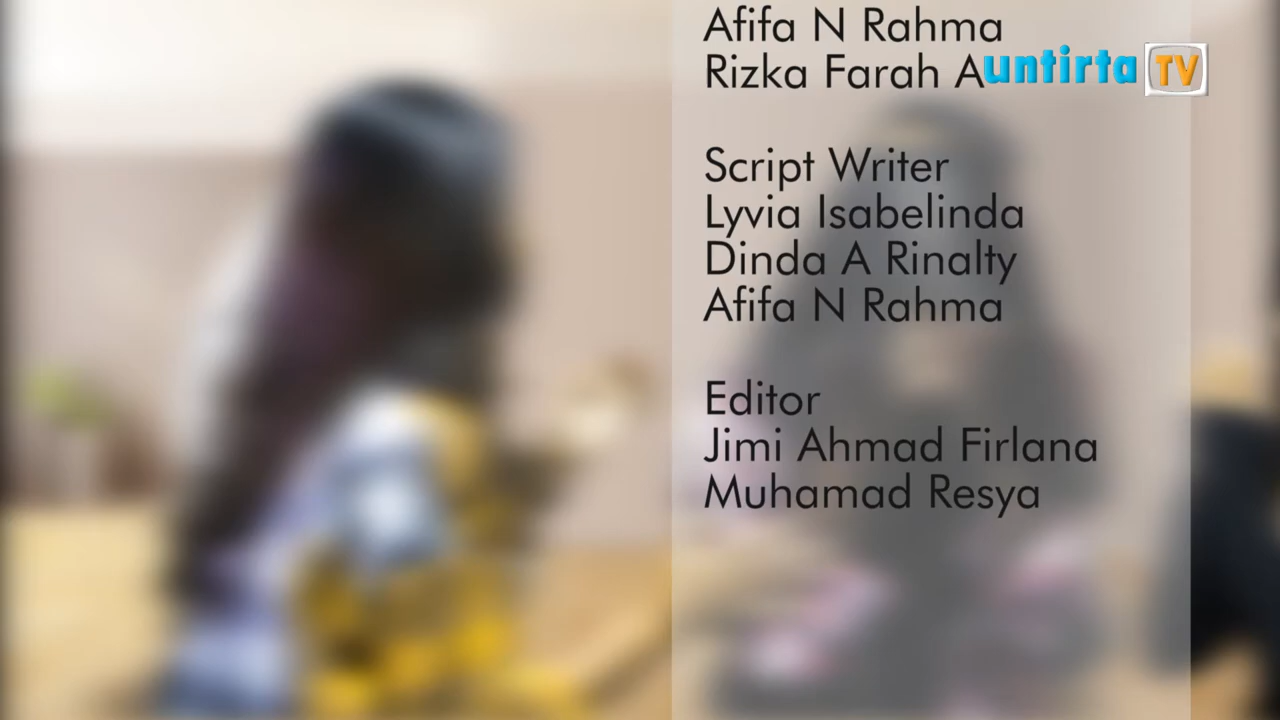 Afifa N Rahma
Rizka Farah A
untirta TV
Script Writer
Lyvia Isabelinda
Dinda A Rinalty
Afifa N Rahma
Editor
Jimi Ahmad Firlana
Muhamad Resya